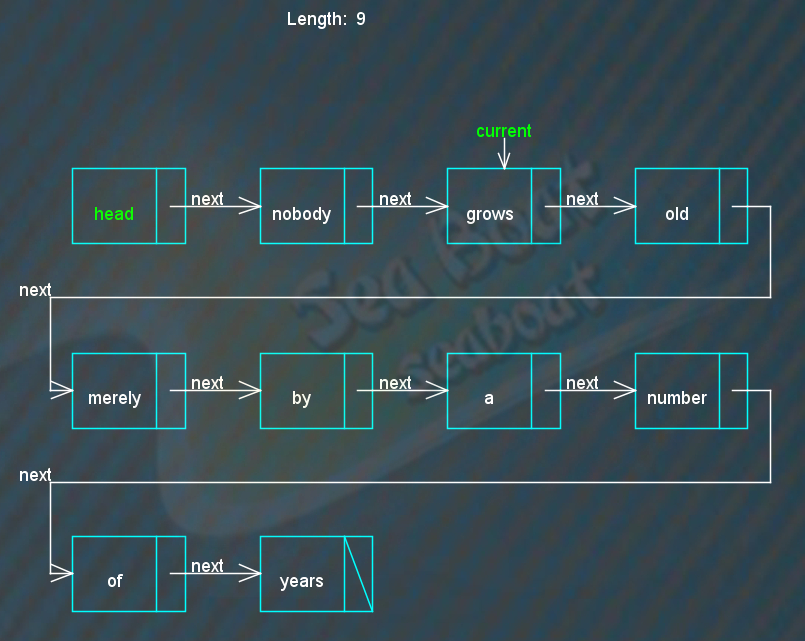 Length: 9
current
head next nobody next grows next old
next
merely next by next a next number
next
of next years
Sea Boat
seaboat